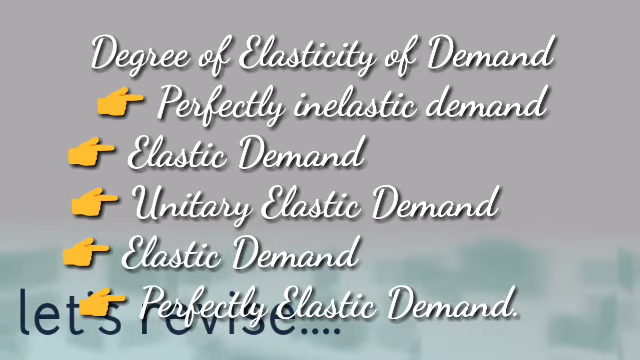 Degree of Elasticity of Demand
👉 Perfectly inelastic demand
👉 Elastic Demand
👉 Unitary Elastic Demand
👉 Elastic Demand
👉 Perfectly Elastic Demand.
let's revise....